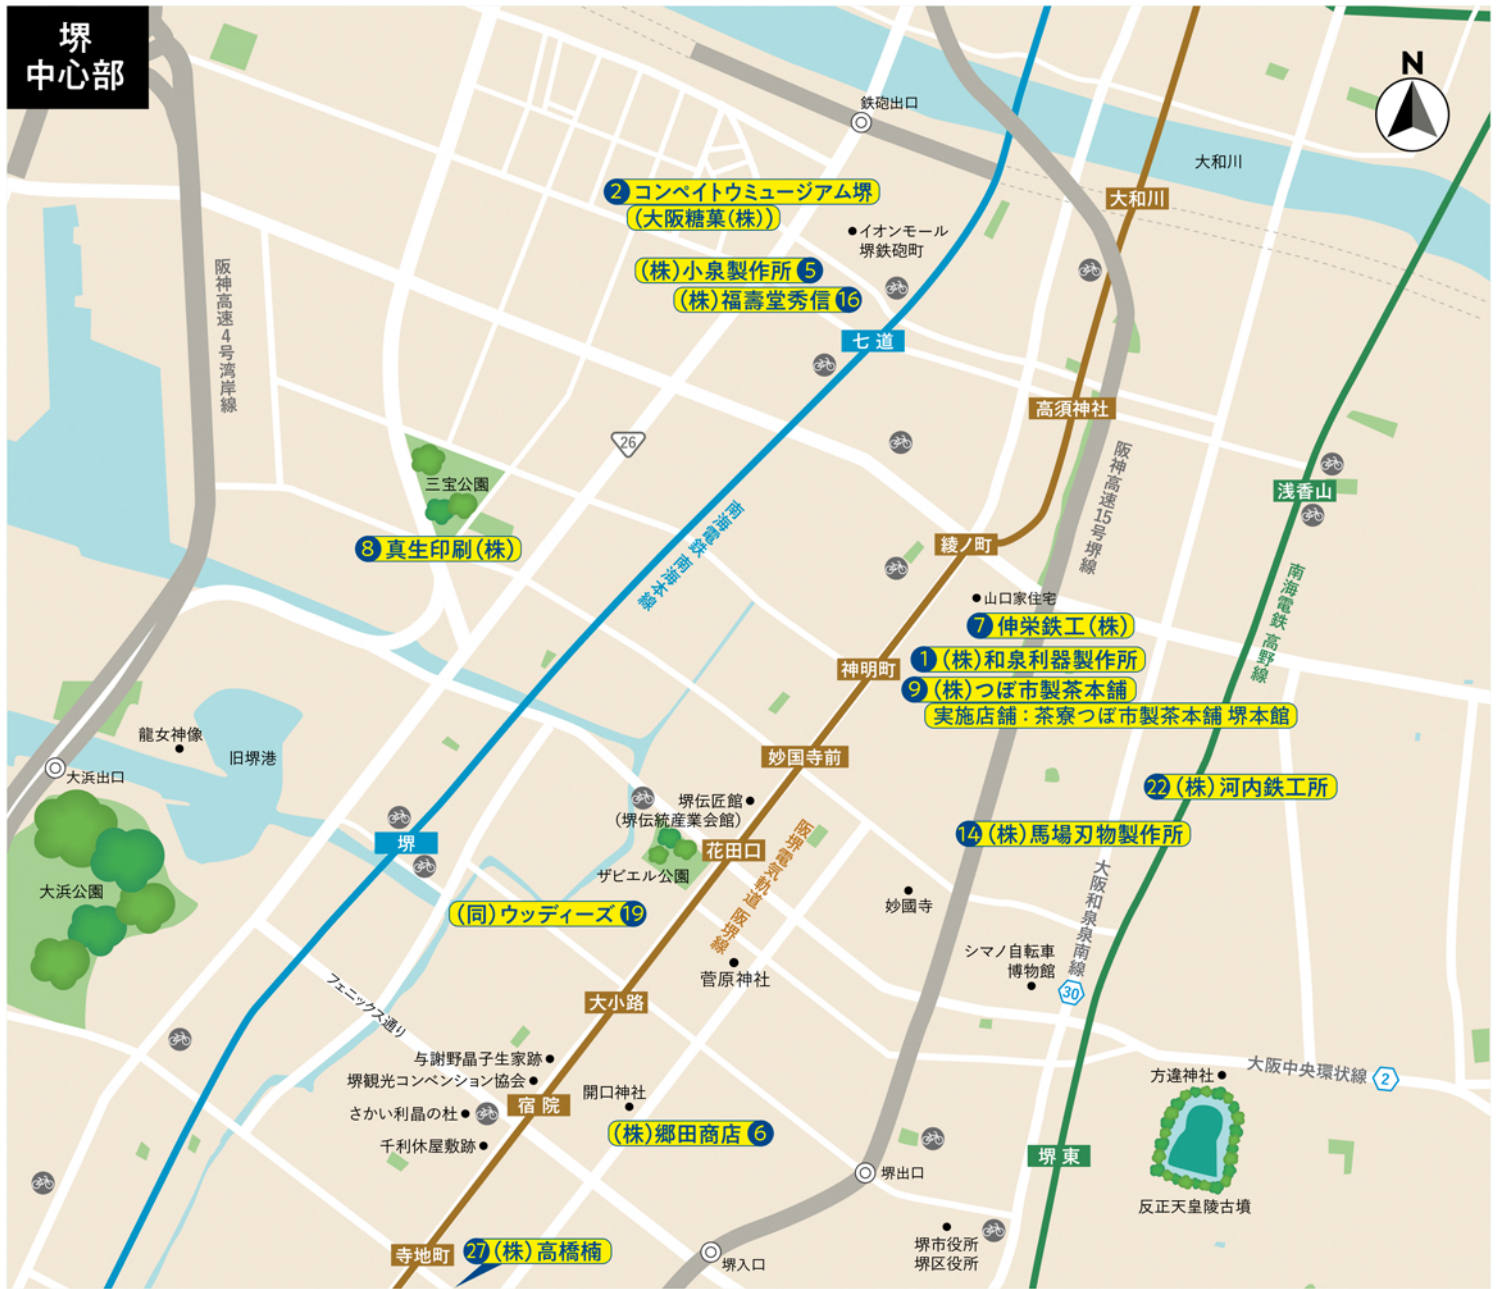 堺
中心部
N
鉄砲出口
大和川
大和川
2 コンペイトウミュージアム堺
(大阪糖菓(株))
イオンモール
堺鉄砲町
(株)小泉製作所 5
(株)福壽堂秀信 16
阪神高速4号湾岸線
七道
高須神社
26
阪神高速15号堺線
三宝公園
浅香山
南海電鉄 南海本線
8 真生印刷(株)
綾ノ町
南海電鉄 高野線
山口家住宅
7 伸栄鉄工(株)
神明町
1 (株)和泉利器製作所
9 (株)つぼ市製茶本舗
実施店舗:茶寮つぼ市製茶本舗 堺本館
龍女神像
旧堺港
妙国寺前
大浜出口
22 (株)河内鉄工所
堺伝匠館
(堺伝統産業会館)
14 (株)馬場刃物製作所
堺
花田口
阪堺電気軌道 阪堺線
大阪和泉泉南線
30
ザビエル公園
大浜公園
妙國寺
(同)ウッディーズ 19
シマノ自転車
博物館
菅原神社
フェニックス通り
大小路
与謝野晶子生家跡
堺観光コンベンション協会
大阪中央環状線 2
方違神社
開口神社
さかい利晶の杜
宿院
(株)郷田商店 6
千利休屋敷跡
堺東
堺出口
反正天皇陵古墳
寺地町
27 (株)高橋楠
堺入口
堺市役所
堺区役所